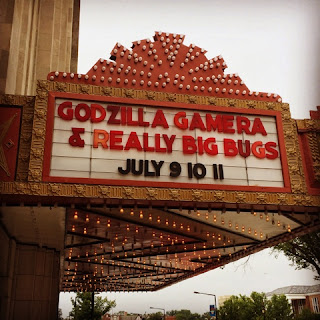 GODZILLA GAMERA
& REALLY BIG BUGS
JULY 9 10 11